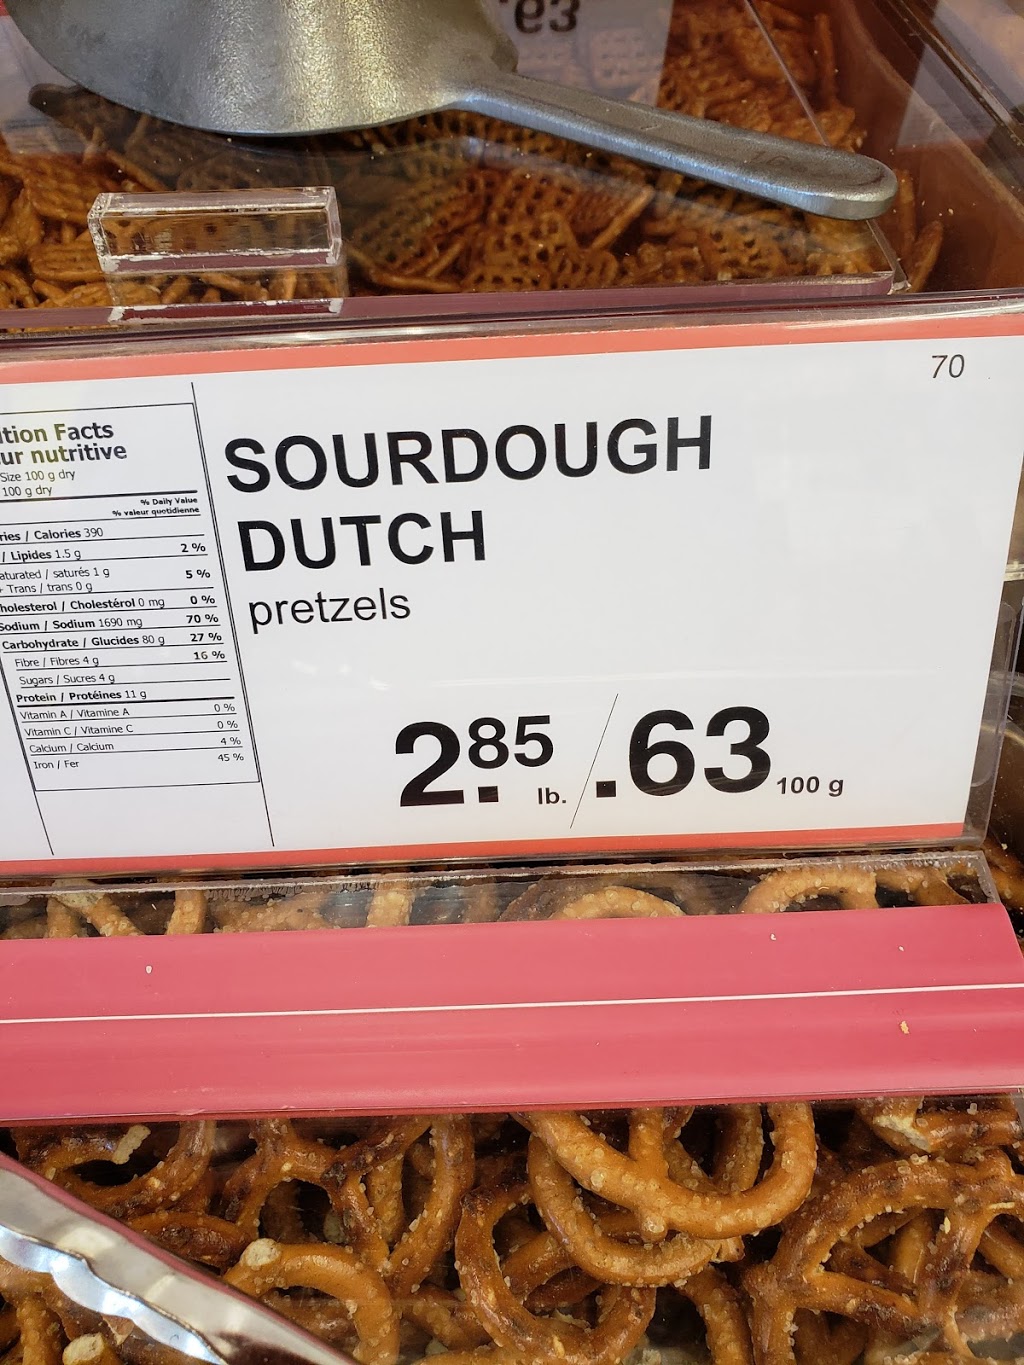 .63
70
tion Facts
ur nutritive
Size 100 g dry
100 g dry
% Daily Value
% valeur quotidienne
ries / Calories 390
/ Lipides 1.5 g 2 %
aturated / saturés 1 g 5 %
+ Trans / trans 0 g
holesterol / Cholestérol 0 mg 0 %
Sodium / Sodium 1690 mg 70 %
Carbohydrate / Glucides 80 g 27 %
Fibre / Fibres 4 g 16 %
Sugars / Sucres 4 g
Protein / Protéines 11 g
Vitamin A / Vitamine A 0 %
Vitamin C / Vitamine C 0 %
Calcium / Calcium 4 %
Iron / Fer 45 %
SOURDOUGH
DUTCH
pretzels
2.85 lb. / .63 100 g